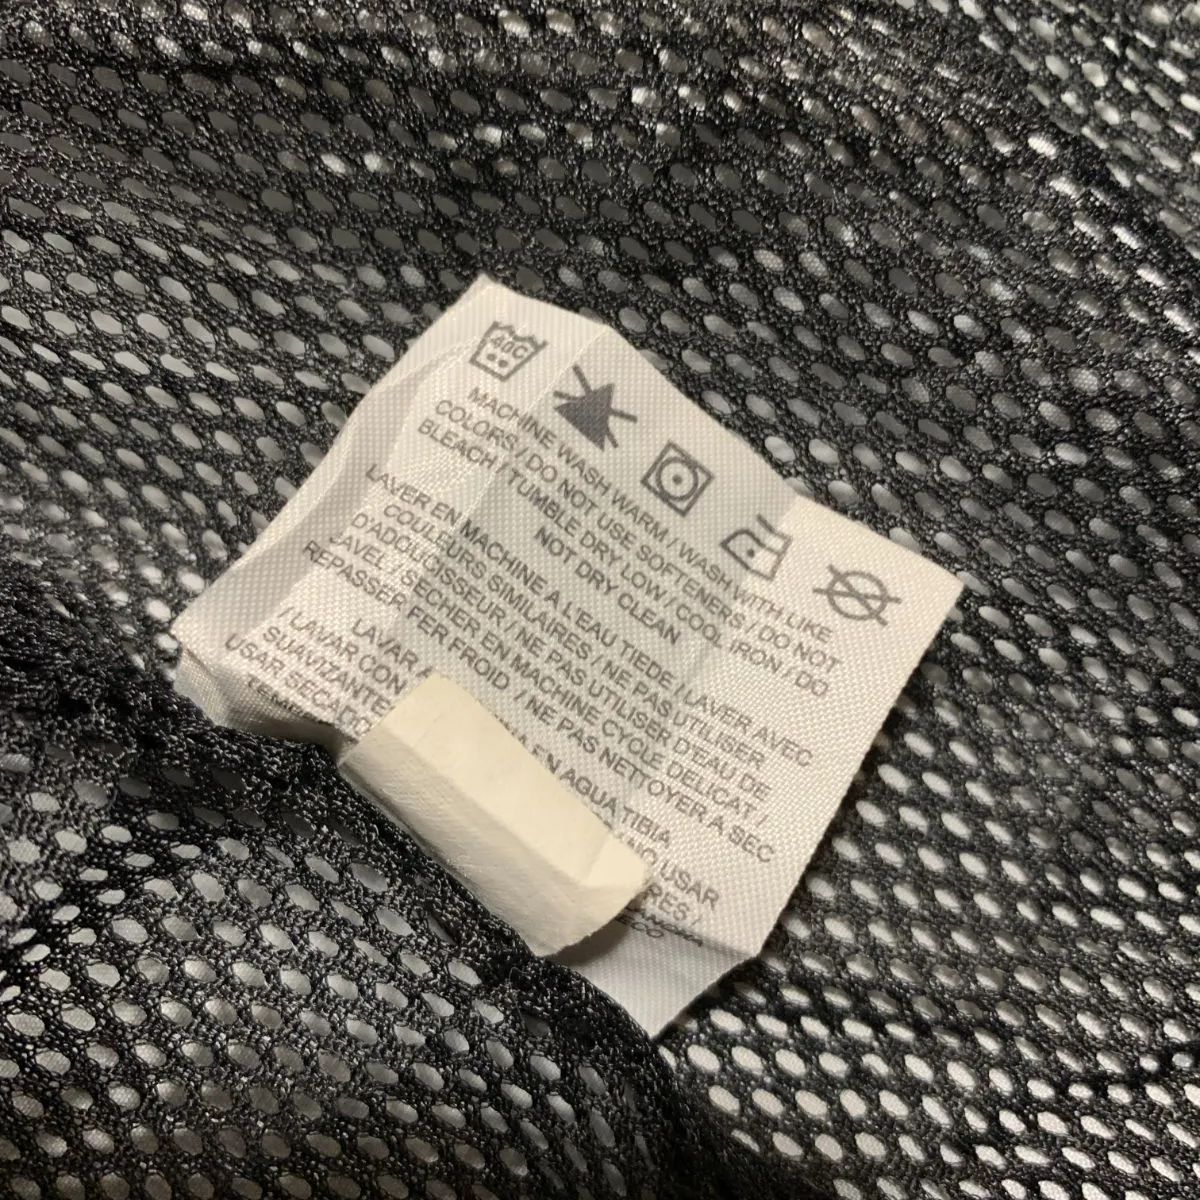 40C
MACHINE WASH WARM / WASH WITH LIKE
COLORS / DO NOT USE SOFTENERS / DO NOT
BLEACH / TUMBLE DRY LOW / COOL IRON / DO
NOT DRY CLEAN
LAVER EN MACHINE A L'EAU TIEDE / LAVER AVEC
COULEURS SIMILAIRES / NE PAS UTILISER
D'ADOUCISSEUR / NE PAS UTILISER D'EAU DE
JAVEL / SECHER EN MACHINE CYCLE DELICAT /
REPASSER FER FROID / NE PAS NETTOYER A SEC
LAVAR EN AGUA TIBIA
/ LAVAR CON NO USAR
SUAVIZANTE
USAR SECADO